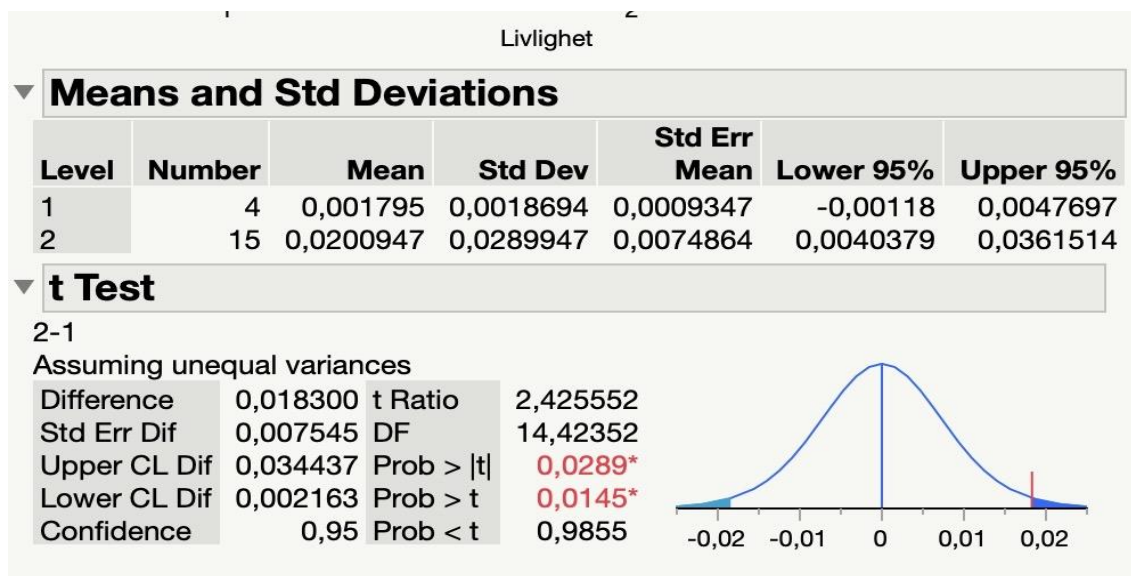 Livlighet
Means and Std Deviations
Level Number Mean Std Dev Std Err Mean Lower 95% Upper 95%
1 4 0,001795 0,0018694 0,0009347 -0,00118 0,0047697
2 15 0,0200947 0,0289947 0,0074864 0,0040379 0,0361514
t Test
2-1
Assuming unequal variances
Difference 0,018300 t Ratio 2,425552
Std Err Dif 0,007545 DF 14,42352
Upper CL Dif 0,034437 Prob > |t| 0,0289*
Lower CL Dif 0,002163 Prob > t 0,0145*
Confidence 0,95 Prob < t 0,9855
-0,02 -0,01 0 0,01 0,02